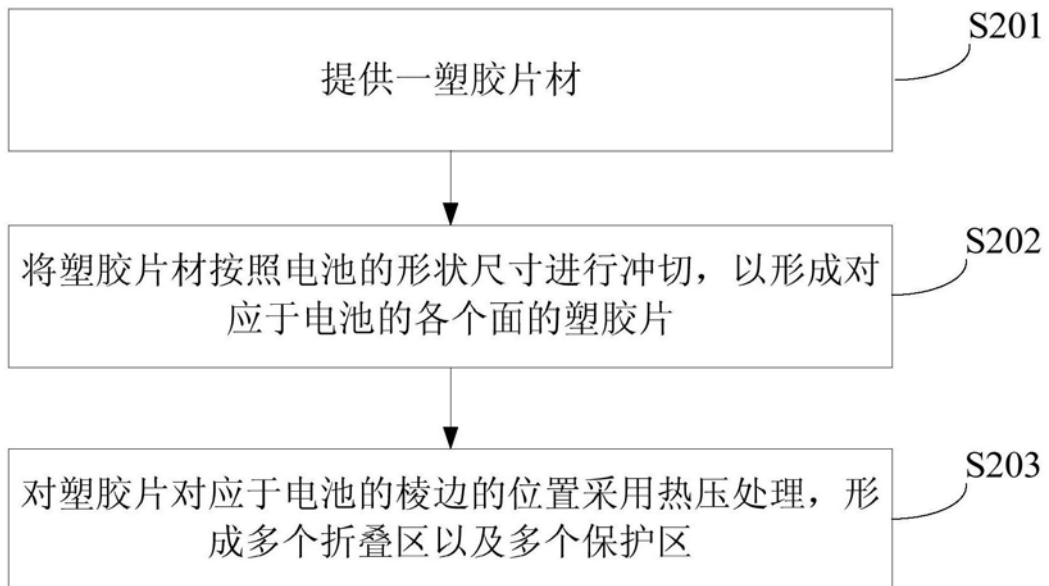 S201
提供一塑胶片材
S202
将塑胶片材按照电池的形状尺寸进行冲切，以形成对
应于电池的各个面的塑胶片
S203
对塑胶片对应于电池的棱边的位置采用热压处理，形
成多个折叠区以及多个保护区